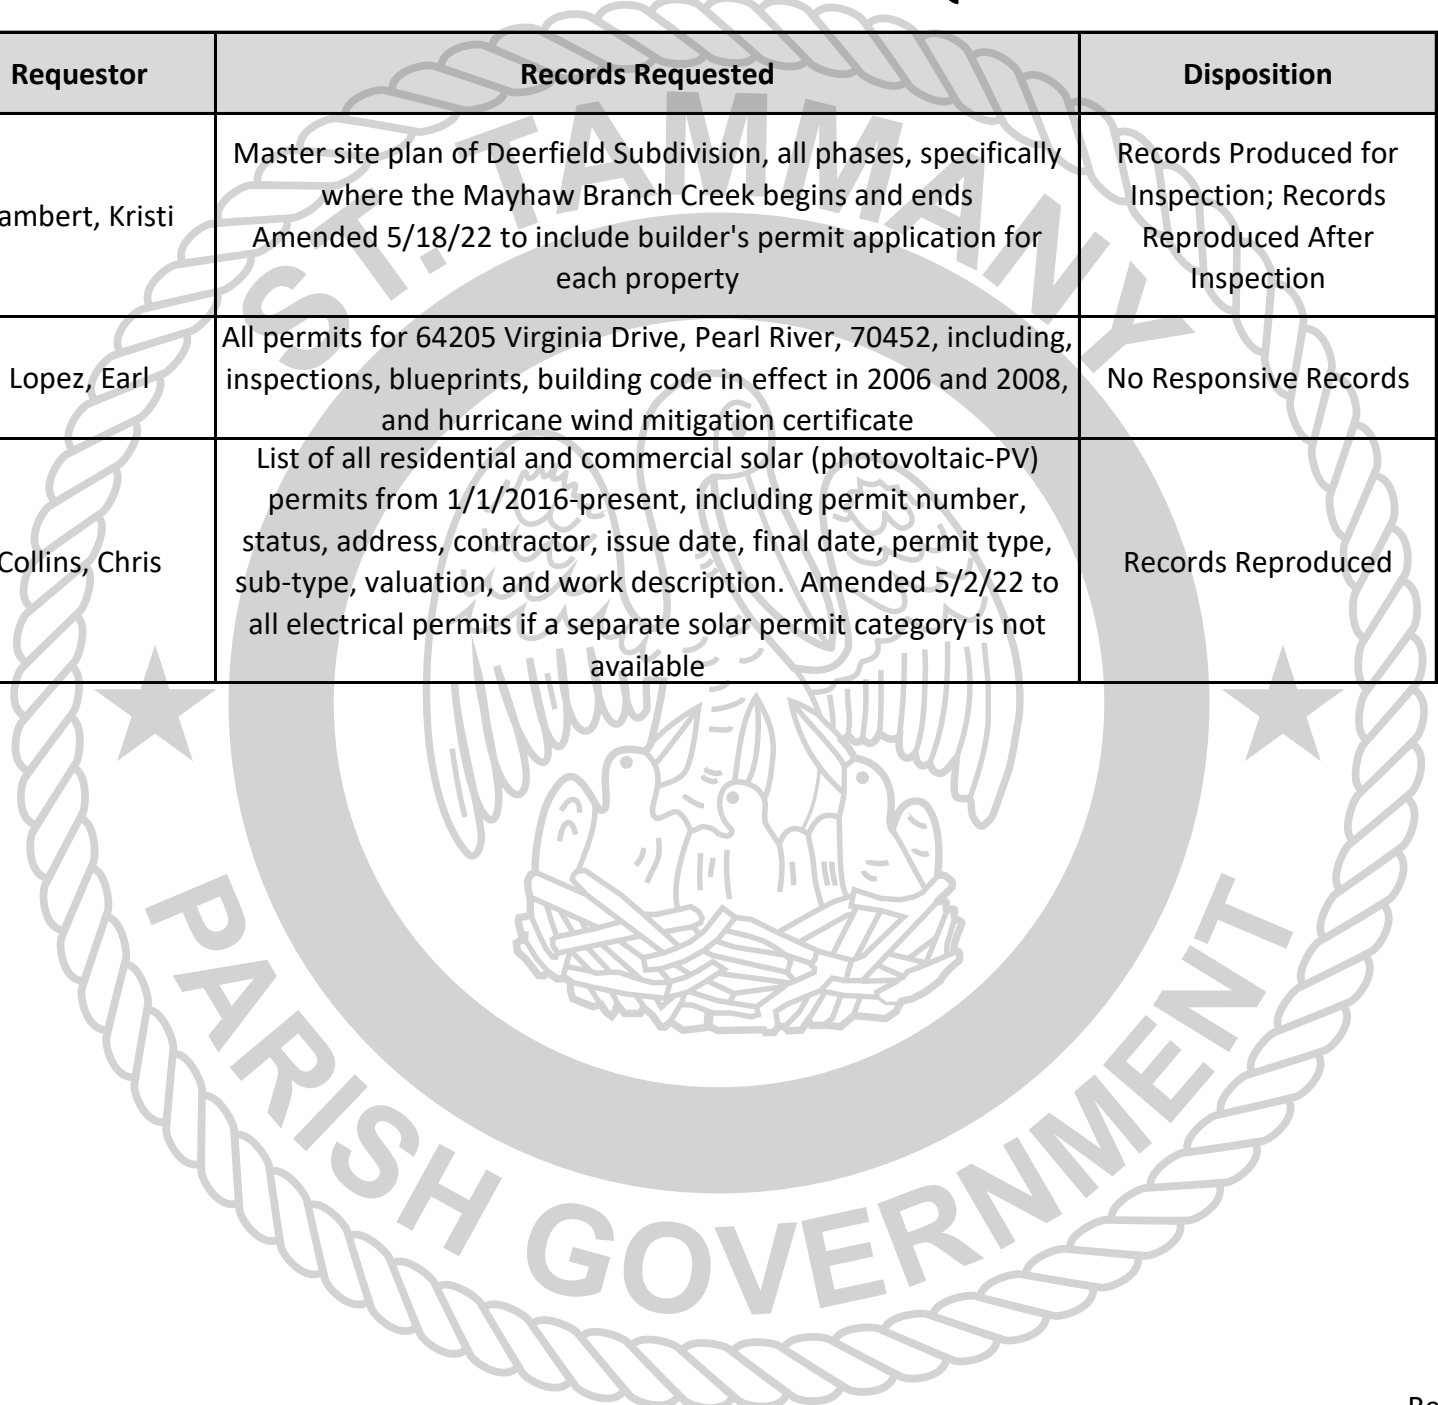 Requestor Records Requested Disposition
Master site plan of Deerfield Subdivision, all phases, specifically
where the Mayhaw Branch Creek begins and ends
Amended 5/18/22 to include builder's permit application for
each property
ambert, Kristi
Records Produced for
Inspection; Records
Reproduced After
Inspection
All permits for 64205 Virginia Drive, Pearl River, 70452, including,
inspections, blueprints, building code in effect in 2006 and 2008,
and hurricane wind mitigation certificate
Lopez, Earl
No Responsive Records
List of all residential and commercial solar (photovoltaic-PV)
permits from 1/1/2016-present, including permit number,
status, address, contractor, issue date, final date, permit type,
sub-type, valuation, and work description.  Amended 5/2/22 to
all electrical permits if a separate solar permit category is not
available
Collins, Chris
Records Reproduced
ST. TAMMANY
PARISH GOVERNMENT